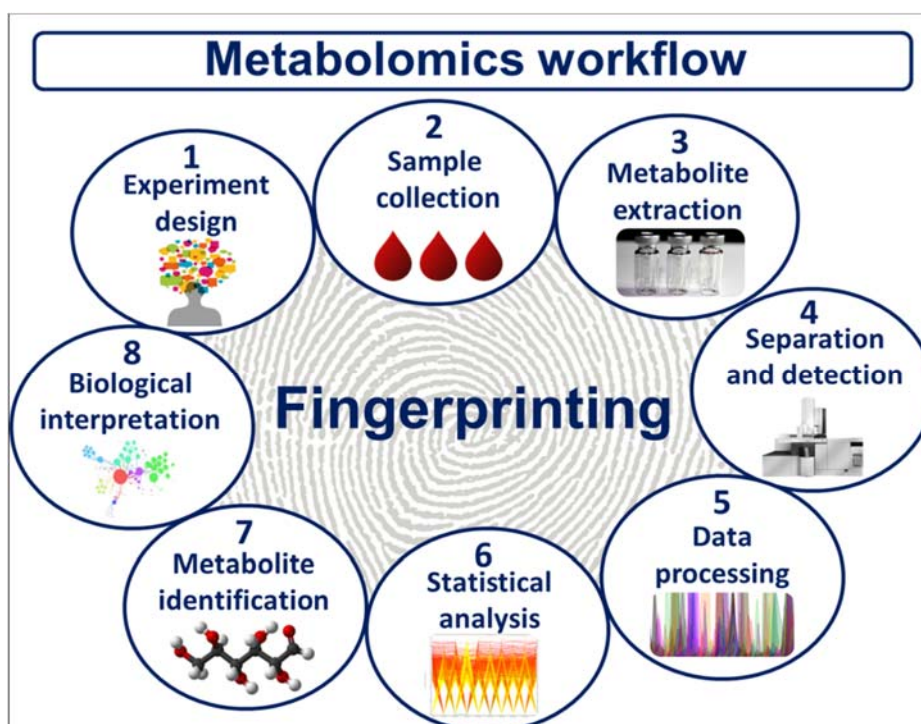 Metabolomics workflow
1
Experiment
design
2
Sample
collection
3
Metabolite
extraction
4
Separation
and detection
5
Data
processing
6
Statistical
analysis
7
Metabolite
identification
8
Biological
interpretation
Fingerprinting